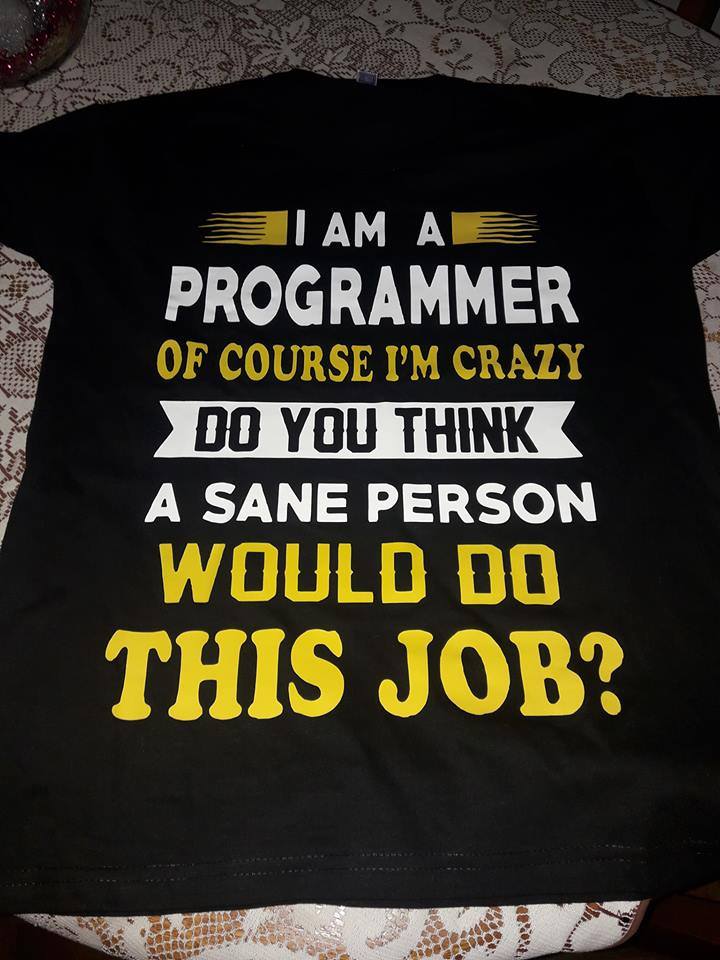 I AM A
PROGRAMMER
OF COURSE I'M CRAZY
DO YOU THINK
A SANE PERSON
WOULD DO
THIS JOB?